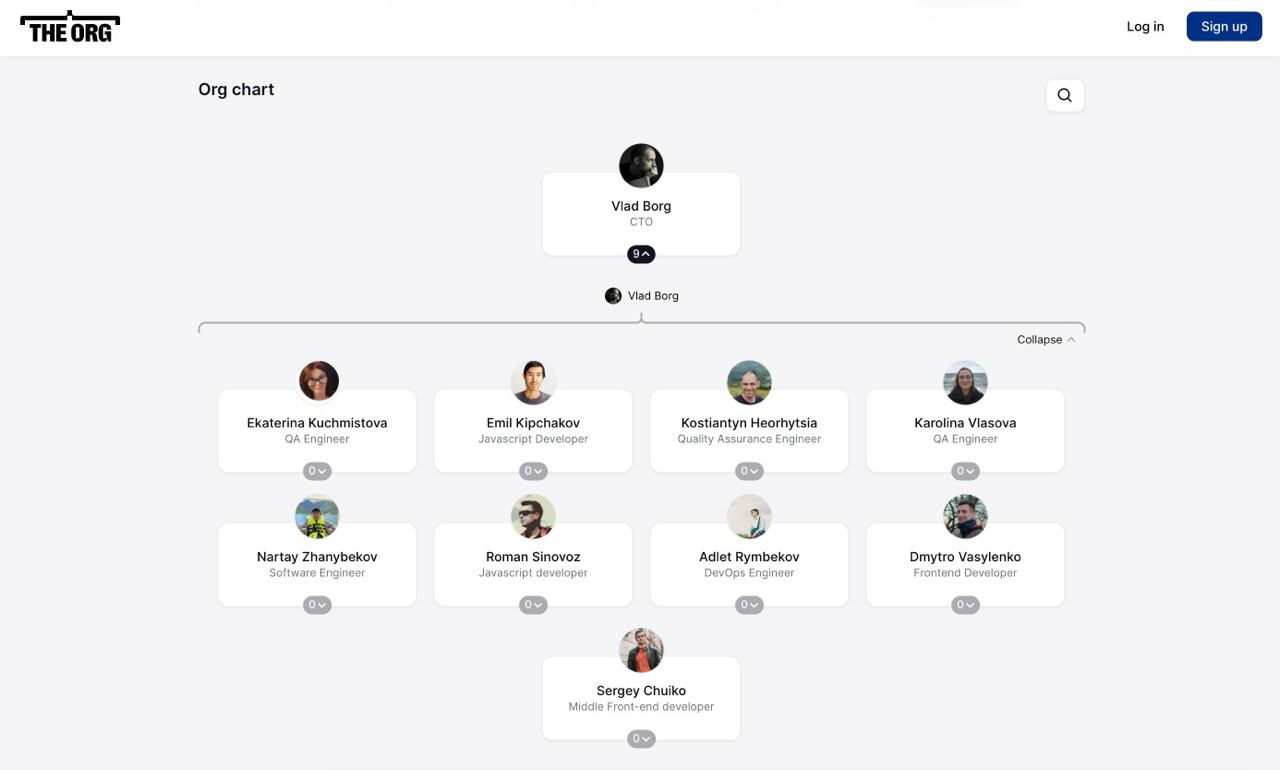 THE ORG
Log in
Sign up
Org chart
Vlad Borg
CTO
9
Vlad Borg
Collapse
Ekaterina Kuchmistova
QA Engineer
0
Emil Kipchakov
Javascript Developer
0
Kostiantyn Heorhytsia
Quality Assurance Engineer
0
Karolina Vlasova
QA Engineer
0
Nartay Zhanybekov
Software Engineer
0
Roman Sinovoz
Javascript developer
0
Adlet Rymbekov
DevOps Engineer
0
Dmytro Vasylenko
Frontend Developer
0
Sergey Chuiko
Middle Front-end developer
0